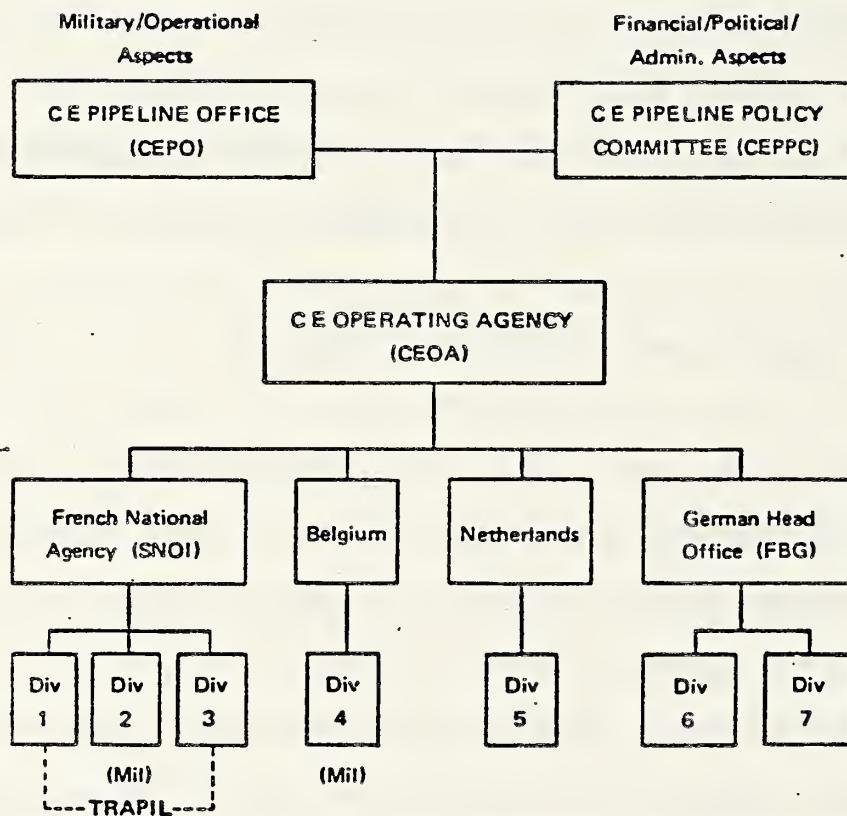 Military/Operational
Aspects
Financial/Political/
Admin. Aspects
C E PIPELINE OFFICE
(CEPO)
C E PIPELINE POLICY
COMMITTEE (CEPPC)
C E OPERATING AGENCY
(CEOA)
French National
Agency (SNOI)
Belgium
Netherlands
German Head
Office (FBG)
Div
1
Div
2
Div
3
Div
4
Div
5
Div
6
Div
7
(Mil)
(Mil)
TRAPIL